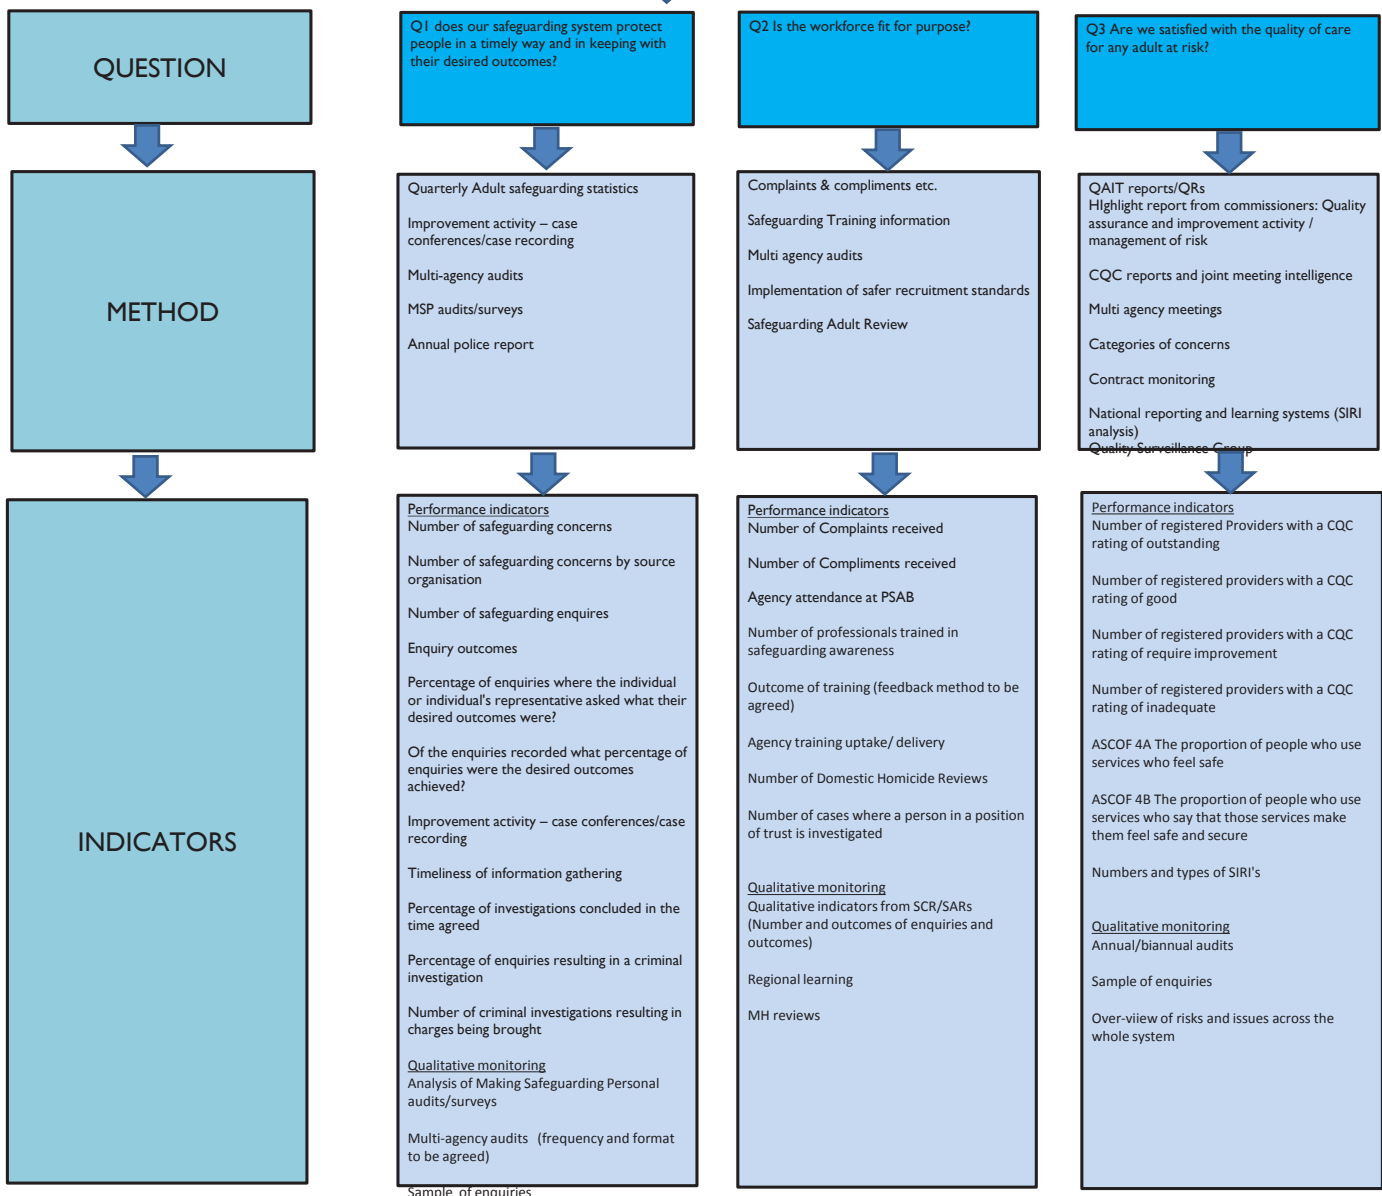 QUESTION
Q1 does our safeguarding system protect
people in a timely way and in keeping with
their desired outcomes?
Q2 Is the workforce fit for purpose?
Q3 Are we satisfied with the quality of care
for any adult at risk?
METHOD
Quarterly Adult safeguarding statistics
Improvement activity – case
conferences/case recording
Multi-agency audits
MSP audits/surveys
Annual police report
Complaints & compliments etc.
Safeguarding Training information
Multi agency audits
Implementation of safer recruitment standards
Safeguarding Adult Review
QAIT reports/QRs
HIghlight report from commissioners: Quality
assurance and improvement activity /
management of risk
CQC reports and joint meeting intelligence
Multi agency meetings
Categories of concerns
Contract monitoring
National reporting and learning systems (SIRI
analysis)
Quality Surveillance Group
INDICATORS
Performance indicators
Number of safeguarding concerns
Number of safeguarding concerns by source
organisation
Number of safeguarding enquires
Enquiry outcomes
Percentage of enquiries where the individual
or individual's representative asked what their
desired outcomes were?
Of the enquiries recorded what percentage of
enquiries were the desired outcomes
achieved?
Improvement activity – case conferences/case
recording
Timeliness of information gathering
Percentage of investigations concluded in the
time agreed
Percentage of enquiries resulting in a criminal
investigation
Number of criminal investigations resulting in
charges being brought
Qualitative monitoring
Analysis of Making Safeguarding Personal
audits/surveys
Multi-agency audits (frequency and format
to be agreed)
Sample of enquiries
Performance indicators
Number of Complaints received
Number of Compliments received
Agency attendance at PSAB
Number of professionals trained in
safeguarding awareness
Outcome of training (feedback method to be
agreed)
Agency training uptake/ delivery
Number of Domestic Homicide Reviews
Number of cases where a person in a position
of trust is investigated
Qualitative monitoring
Qualitative indicators from SCR/SARs
(Number and outcomes of enquiries and
outcomes)
Regional learning
MH reviews
Performance indicators
Number of registered Providers with a CQC
rating of outstanding
Number of registered providers with a CQC
rating of good
Number of registered providers with a CQC
rating of require improvement
Number of registered providers with a CQC
rating of inadequate
ASCOF 4A The proportion of people who use
services who feel safe
ASCOF 4B The proportion of people who use
services who say that those services make
them feel safe and secure
Numbers and types of SIRI's
Qualitative monitoring
Annual/biannual audits
Sample of enquiries
Over-viiew of risks and issues across the
whole system